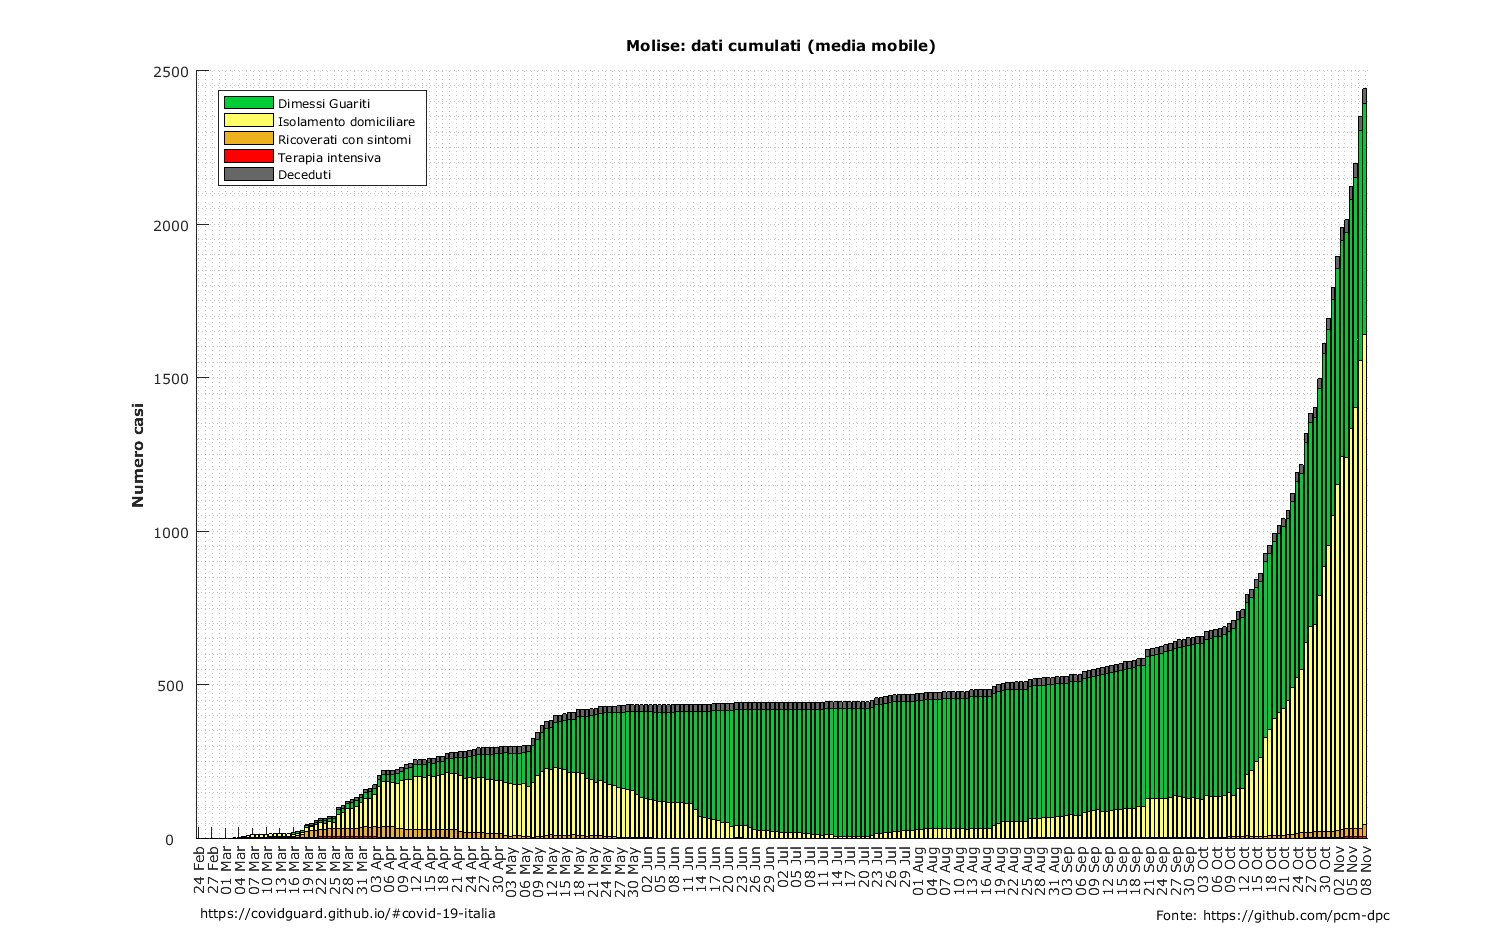 Molise: dati cumulati (media mobile)
2500
2000
1500
1000
500
0
Numero casi
Dimessi Guariti
Isolamento domiciliare
Ricoverati con sintomi
Terapia intensiva
Deceduti
24 Feb
27 Feb
01 Mar
04 Mar
07 Mar
10 Mar
13 Mar
16 Mar
19 Mar
22 Mar
25 Mar
28 Mar
31 Mar
03 Apr
06 Apr
09 Apr
12 Apr
15 Apr
18 Apr
21 Apr
24 Apr
27 Apr
30 Apr
03 May
06 May
09 May
12 May
15 May
18 May
21 May
24 May
27 May
30 May
02 Jun
05 Jun
08 Jun
11 Jun
14 Jun
17 Jun
20 Jun
23 Jun
26 Jun
29 Jun
02 Jul
05 Jul
08 Jul
11 Jul
14 Jul
17 Jul
20 Jul
23 Jul
26 Jul
29 Jul
01 Aug
04 Aug
07 Aug
10 Aug
13 Aug
16 Aug
19 Aug
22 Aug
25 Aug
28 Aug
31 Aug
03 Sep
06 Sep
09 Sep
12 Sep
15 Sep
18 Sep
21 Sep
24 Sep
27 Sep
30 Sep
03 Oct
06 Oct
09 Oct
12 Oct
15 Oct
18 Oct
21 Oct
24 Oct
27 Oct
30 Oct
02 Nov
05 Nov
08 Nov
https://covidguard.github.io/#covid-19-italia
Fonte: https://github.com/pcm-dpc